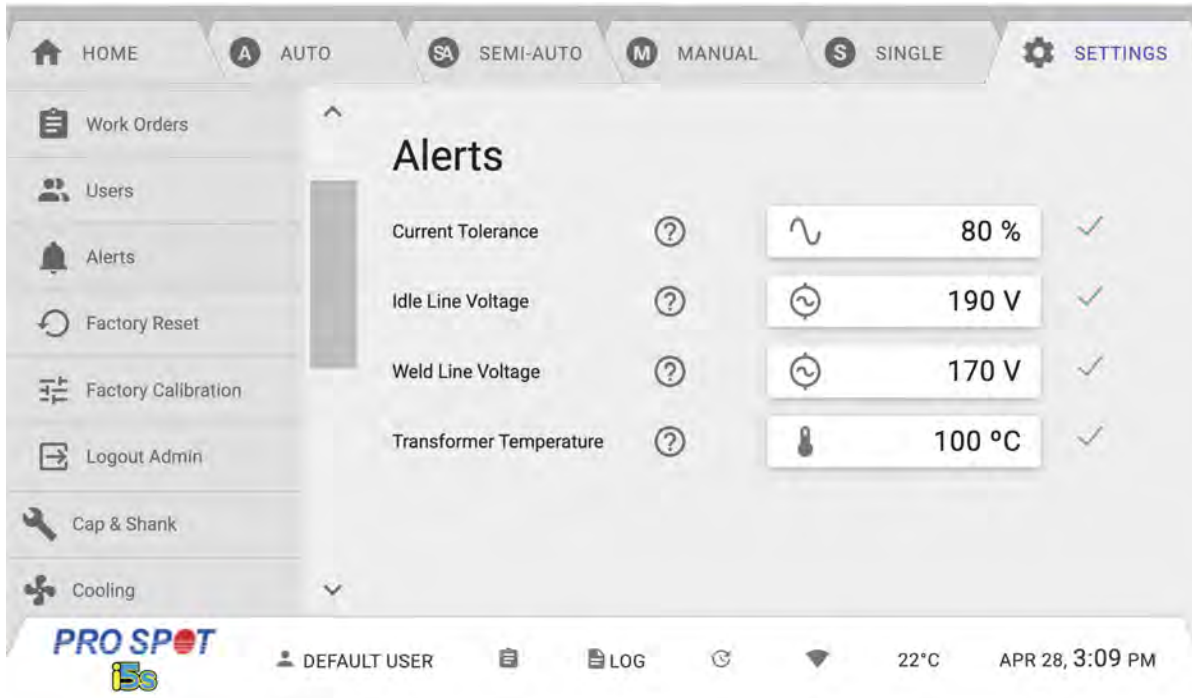 HOME A AUTO SA SEMI-AUTO M MANUAL S SINGLE SETTINGS
Work Orders
Users
Alerts
Factory Reset
Factory Calibration
Logout Admin
Cap & Shank
Cooling
Alerts
Current Tolerance ? 80 %
Idle Line Voltage ? 190 V
Weld Line Voltage ? 170 V
Transformer Temperature ? 100 ºC
PRO SPOT
i5s
DEFAULT USER LOG 22°C APR 28, 3:09 PM